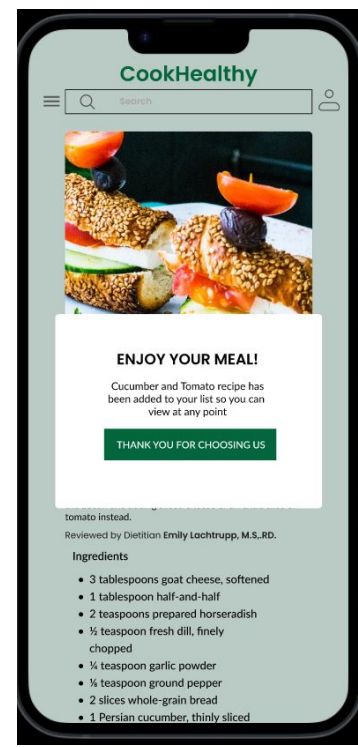 CookHealthy
Search
ENJOY YOUR MEAL!
Cucumber and Tomato recipe has
been added to your list so you can
view at any point
THANK YOU FOR CHOOSING US
tomato instead.
Reviewed by Dietitian Emily Lachtrupp, M.S,.RD.
Ingredients
• 3 tablespoons goat cheese, softened
• 1 tablespoon half-and-half
• 2 teaspoons prepared horseradish
• ½ teaspoon fresh dill, finely
chopped
• ¼ teaspoon garlic powder
• ⅛ teaspoon ground pepper
• 2 slices whole-grain bread
• 1 Persian cucumber, thinly sliced